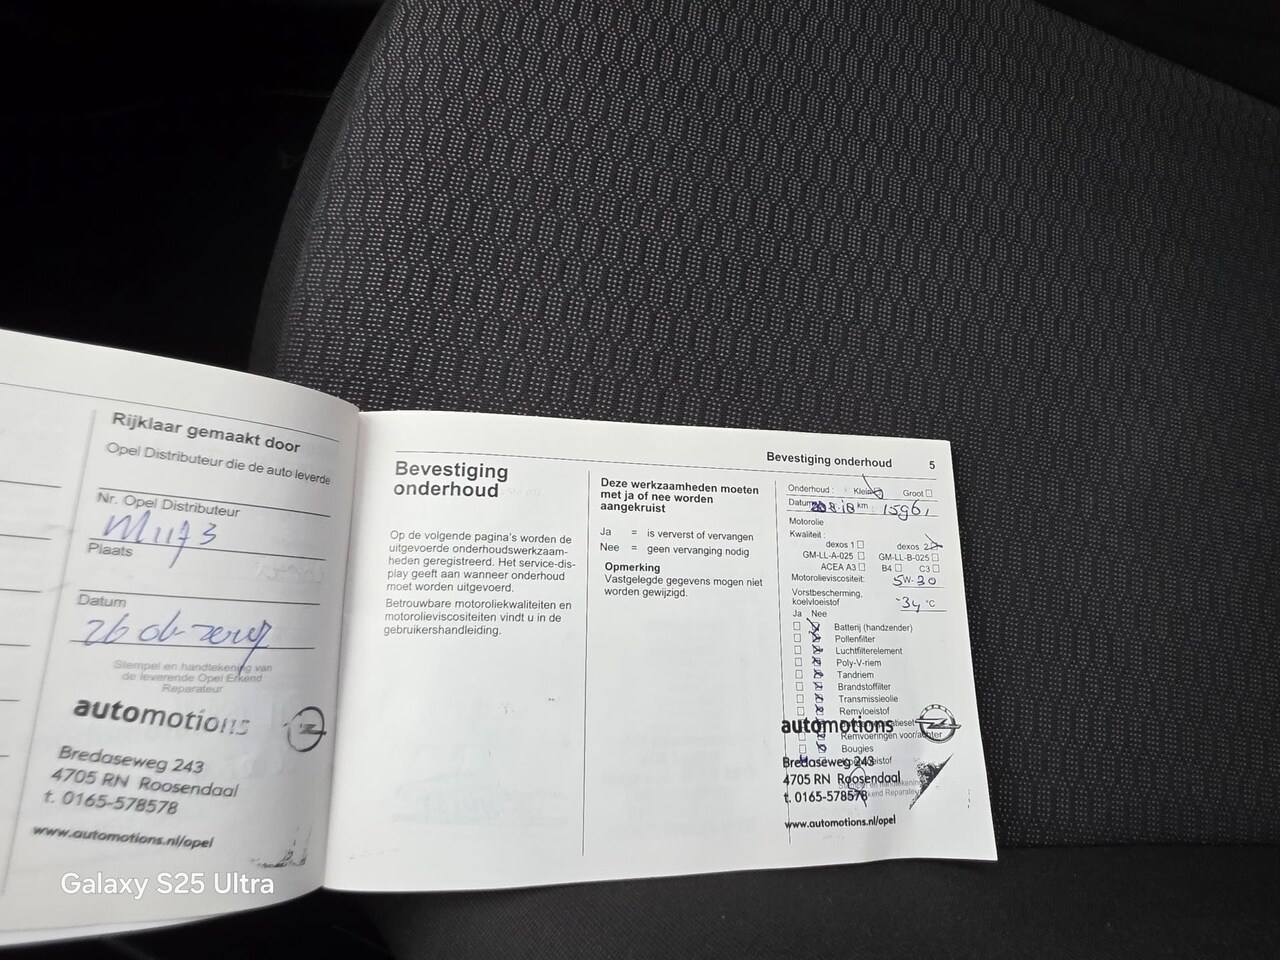 Rijklaar gemaakt door
Opel Distributeur die de auto leverde
Nr. Opel Distributeur
Plaats
Datum
Stempel en handtekening van
de leverende Opel Erkend
Reparateur
automotions
Bredaseweg 243
4705 RN Roosendaal
t. 0165-578578
www.automotions.nl/opel
Galaxy S25 Ultra
Bevestiging onderhoud 5
Bevestiging
onderhoud
Op de volgende pagina's worden de
uitgevoerde onderhoudswerkzaam-
heden geregistreerd. Het service-dis-
play geeft aan wanneer onderhoud
moet worden uitgevoerd.
Betrouwbare motoroliekwaliteiten en
motorolieviscositeiten vindt u in de
gebruikershandleiding.
Deze werkzaamheden moeten
met ja of nee worden
aangekruist
Ja = is ververst of vervangen
Nee = geen vervanging nodig
Opmerking
Vastgelegde gegevens mogen niet
worden gewijzigd.
Onderhoud : Klein Groot
Datum km
Motorolie
Kwaliteit :
dexos 1 dexos 2
GM-LL-A-025 GM-LL-B-025
ACEA A3 B4 C3
Motorolieviscositeit: 5W-30
Vorstbescherming,
koelvloeistof -34 °C
Ja Nee
Batterij (handzender)
Pollenfilter
Luchtfilterelement
Poly-V-riem
Tandriem
Brandstoffilter
Transmissieolie
Remvloeistof
Remvoeringen voor/achter
Bougies
automotions
Bredaseweg 243
4705 RN Roosendaal
t. 0165-578578
www.automotions.nl/opel